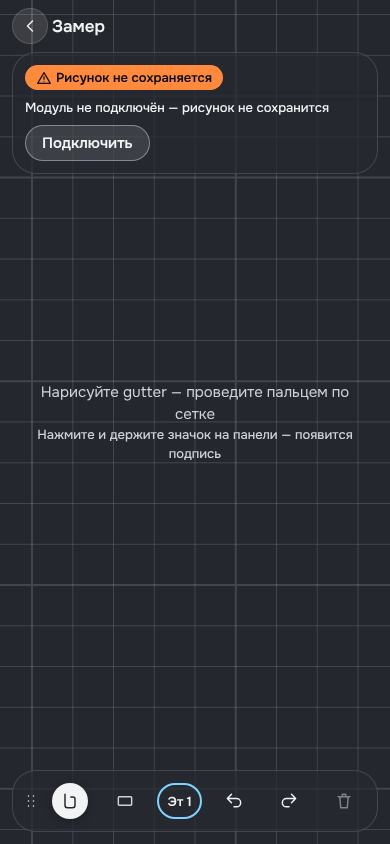 Замер
Рисунок не сохраняется
Модуль не подключён — рисунок не сохранится
Подключить
Нарисуйте gutter — проведите пальцем по
сетке
Нажмите и держите значок на панели — появится
подпись
Эт 1